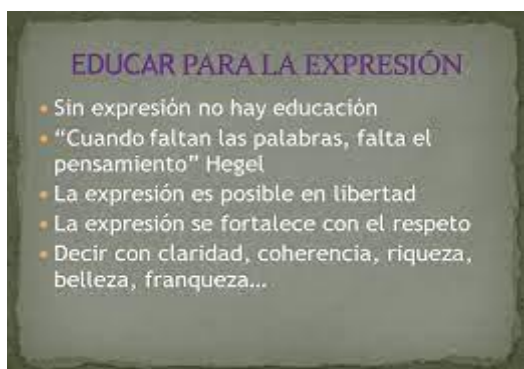 EDUCAR PARA LA EXPRESIÓN
• Sin expresión no hay educación
• “Cuando faltan las palabras, falta el
pensamiento” Hegel
• La expresión es posible en libertad
• La expresión se fortalece con el respeto
• Decir con claridad, coherencia, riqueza,
belleza, franqueza…